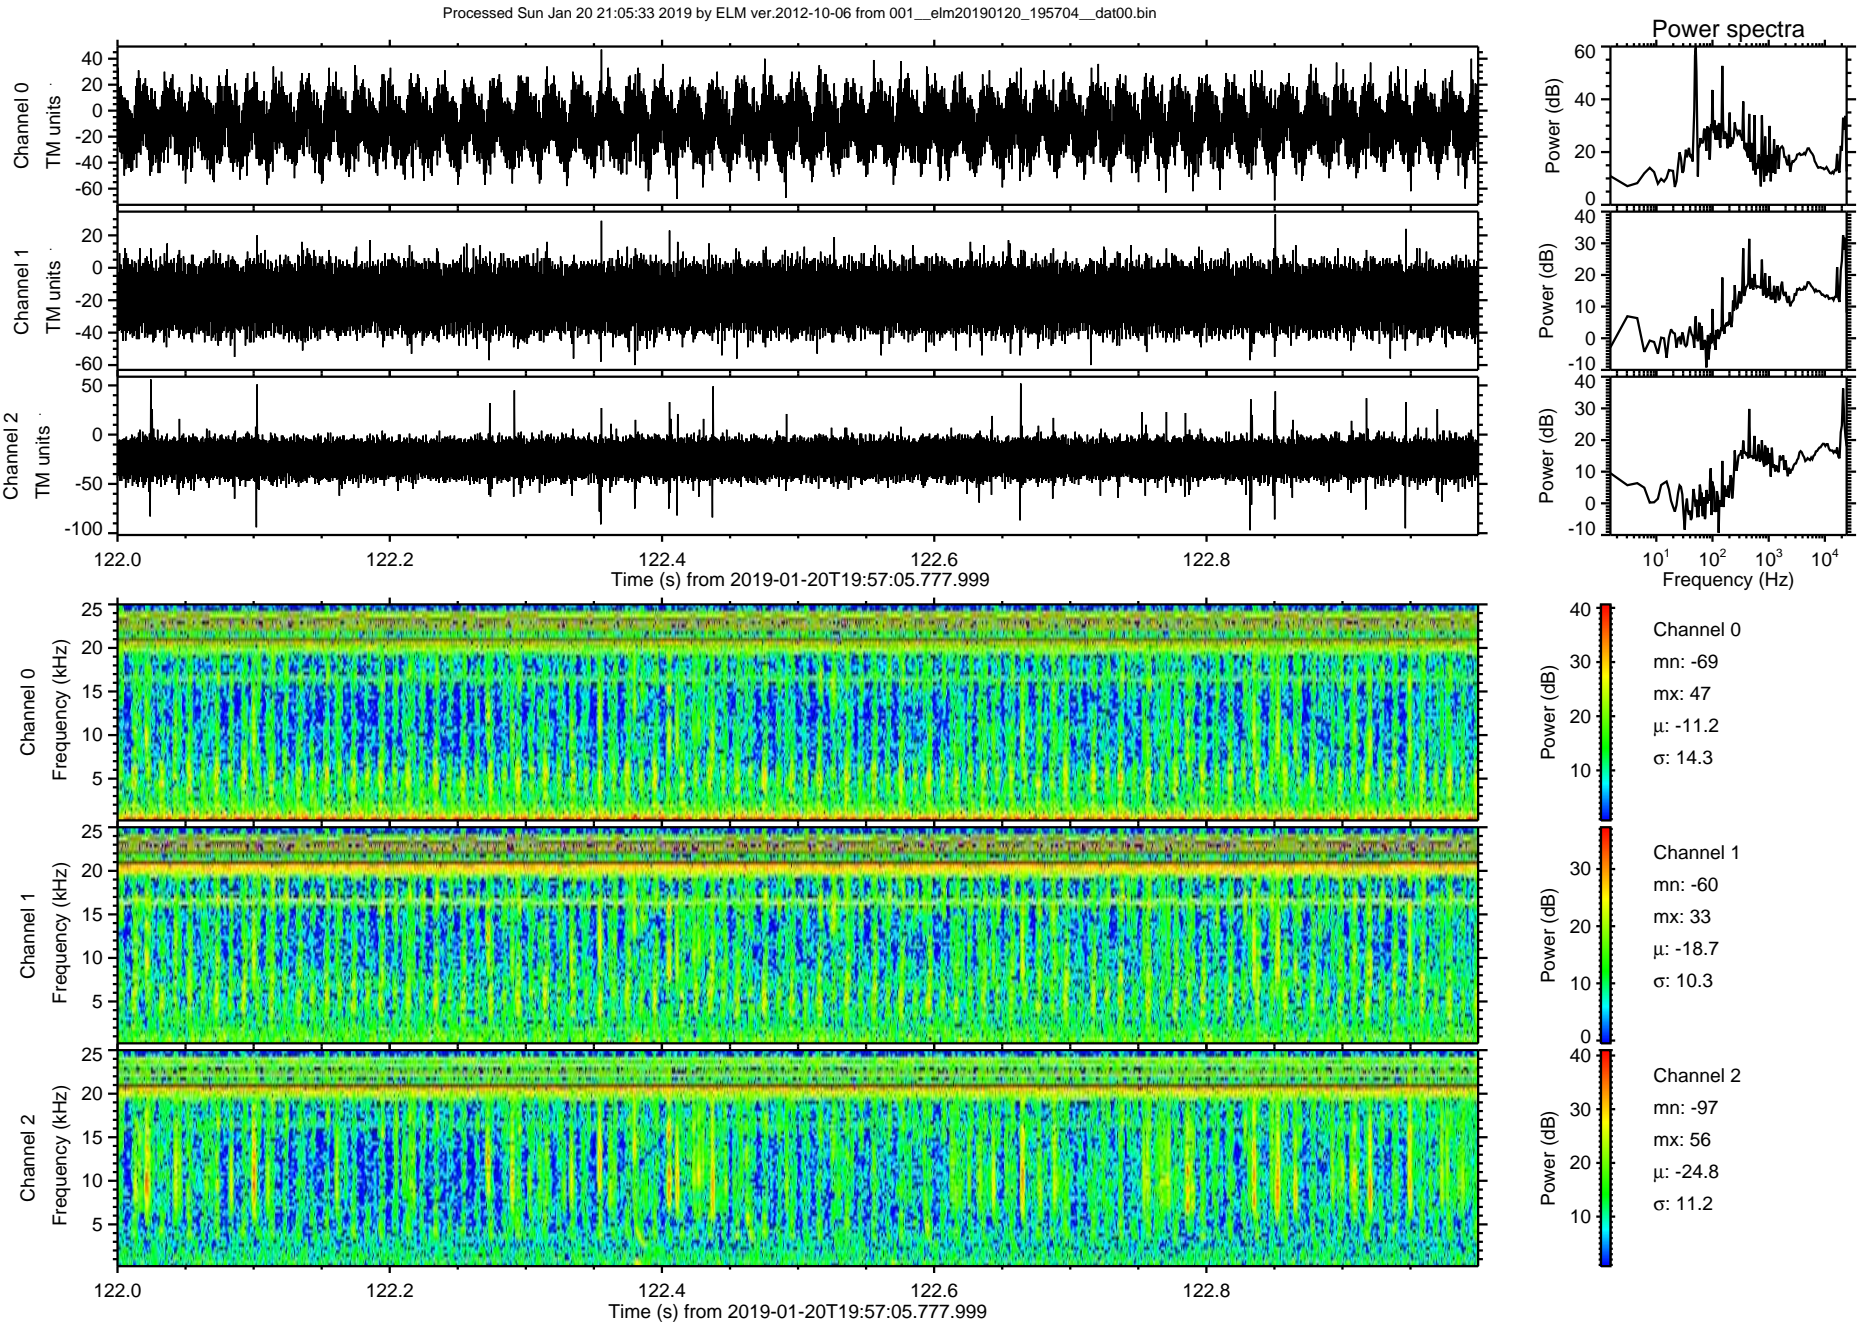 Processed Sun Jan 20 21:05:33 2019 by ELM ver.2012-10-06 from 001__elm20190120_195704__dat00.bin
Power spectra
Channel 0
TM units
40
20
0
-20
-40
-60
Power (dB)
60
40
20
0
Channel 1
TM units
20
0
-20
-40
-60
Power (dB)
40
30
20
10
0
-10
Channel 2
TM units
50
0
-50
-100
Power (dB)
40
30
20
10
0
-10
122.0 122.2 122.4 122.6 122.8
Time (s) from 2019-01-20T19:57:05.777.999
10^1 10^2 10^3 10^4
Frequency (Hz)
Channel 0
Frequency (kHz)
25
20
15
10
5
Power (dB)
40
30
20
10
Channel 0
mn: -69
mx: 47
μ: -11.2
σ: 14.3
Channel 1
Frequency (kHz)
25
20
15
10
5
Power (dB)
30
20
10
0
Channel 1
mn: -60
mx: 33
μ: -18.7
σ: 10.3
Channel 2
Frequency (kHz)
25
20
15
10
5
Power (dB)
40
30
20
10
Channel 2
mn: -97
mx: 56
μ: -24.8
σ: 11.2
122.0 122.2 122.4 122.6 122.8
Time (s) from 2019-01-20T19:57:05.777.999